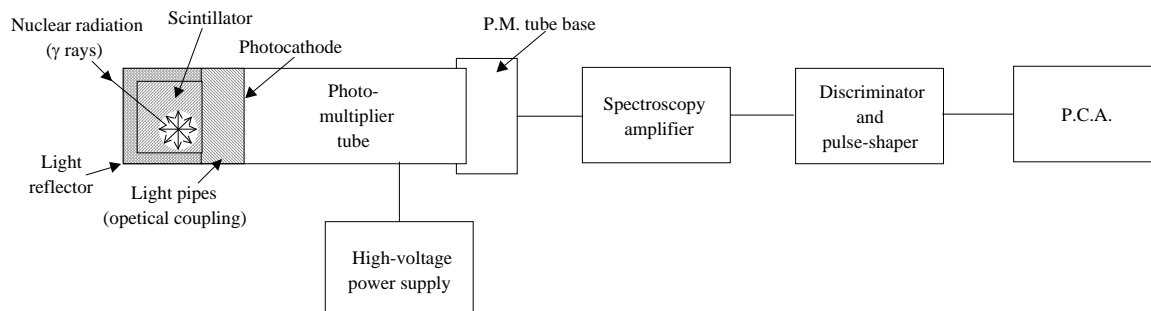 Nuclear radiation
(γ rays)
Scintillator
Photocathode
P.M. tube base
Photo-
multiplier
tube
Spectroscopy
amplifier
Discriminator
and
pulse-shaper
P.C.A.
Light
reflector
Light pipes
(opetical coupling)
High-voltage
power supply